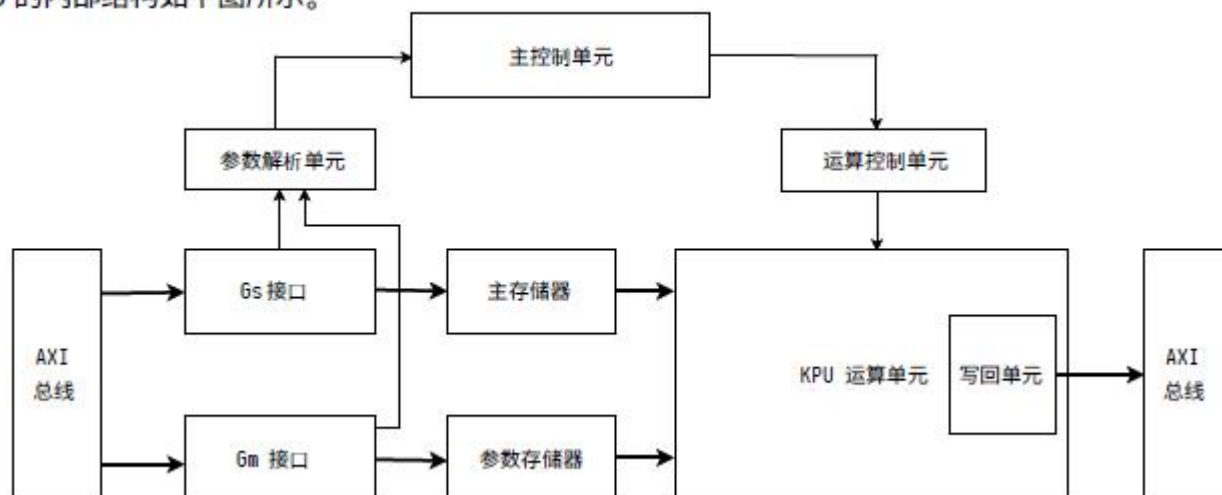 的内部结构如下图所示。
主控制单元
参数解析单元
运算控制单元
Gs 接口
主存储器
AXI
总线
KPU 运算单元
写回单元
AXI
总线
Gm 接口
参数存储器